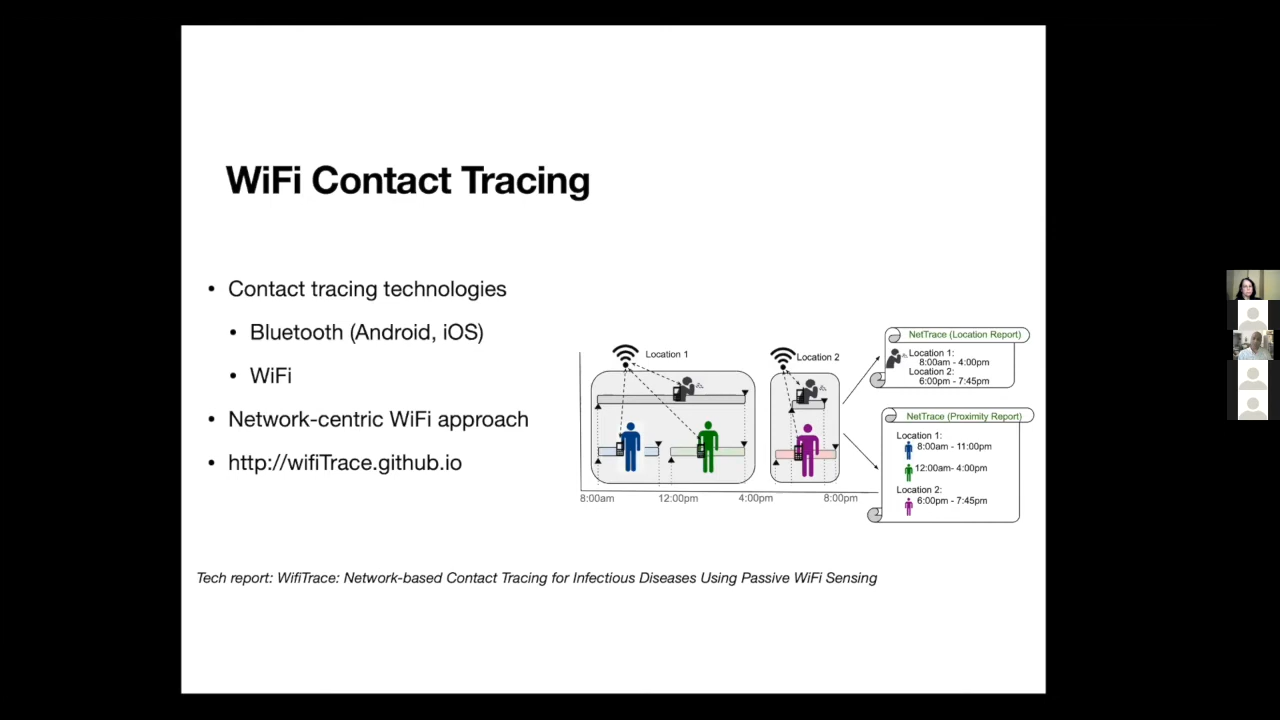 WiFi Contact Tracing
• Contact tracing technologies
• Bluetooth (Android, iOS)
• WiFi
• Network-centric WiFi approach
• http://wifiTrace.github.io
Location 1
Location 2
8:00am
12:00pm
4:00pm
8:00pm
NetTrace (Location Report)
Location 1:
8:00am - 4:00pm
Location 2:
6:00pm - 7:45pm
NetTrace (Proximity Report)
Location 1:
8:00am - 11:00pm
12:00am- 4:00pm
Location 2:
6:00pm - 7:45pm
Tech report: WifiTrace: Network-based Contact Tracing for Infectious Diseases Using Passive WiFi Sensing